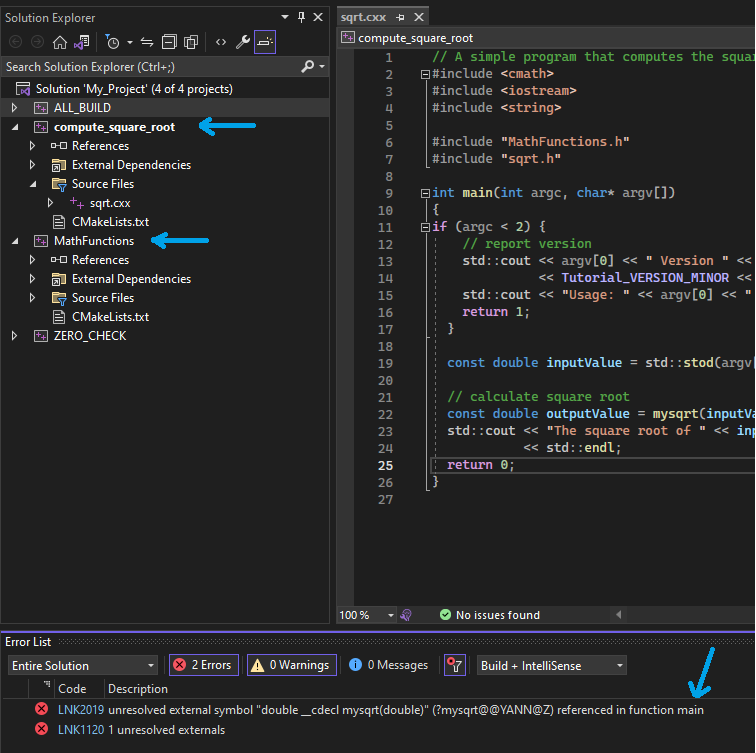 Solution Explorer
Search Solution Explorer (Ctrl+;)
Solution 'My_Project' (4 of 4 projects)
ALL_BUILD
compute_square_root
References
External Dependencies
Source Files
sqrt.cxx
CMakeLists.txt
MathFunctions
References
External Dependencies
Source Files
CMakeLists.txt
ZERO_CHECK
sqrt.cxx
compute_square_root
1 // A simple program that computes the squar
2 #include <cmath>
3 #include <iostream>
4 #include <string>
5
6 #include "MathFunctions.h"
7 #include "sqrt.h"
8
9 int main(int argc, char* argv[])
10 {
11 if (argc < 2) {
12 // report version
13 std::cout << argv[0] << " Version " <<
14 << Tutorial_VERSION_MINOR <<
15 std::cout << "Usage: " << argv[0] << "
16 return 1;
17 }
18
19 const double inputValue = std::stod(argv[
20
21 // calculate square root
22 const double outputValue = mysqrt(inputVa
23 std::cout << "The square root of " << inp
24 << std::endl;
25 return 0;
26 }
27
100 %
No issues found
Error List
Entire Solution
2 Errors
0 Warnings
0 Messages
Build + IntelliSense
Code Description
LNK2019 unresolved external symbol "double __cdecl mysqrt(double)" (?mysqrt@@YANN@Z) referenced in function main
LNK1120 1 unresolved externals